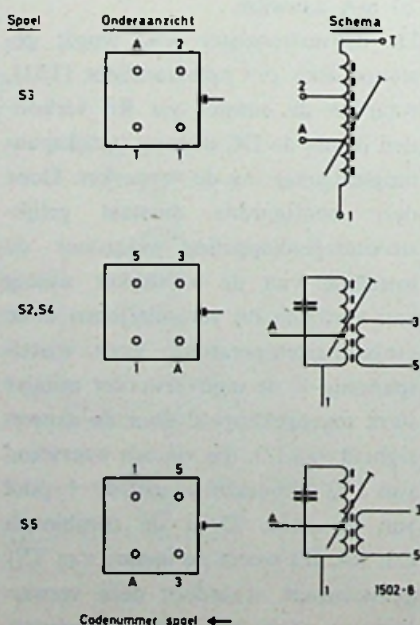 Spoel Onderaanzicht Schema
A 2
S3
T 1
T
2
A
1
5 3
S2,S4
1 A
A
3
5
1
1 5
S5
A 3
A
3
5
1
1502-8
Codenummer spoel